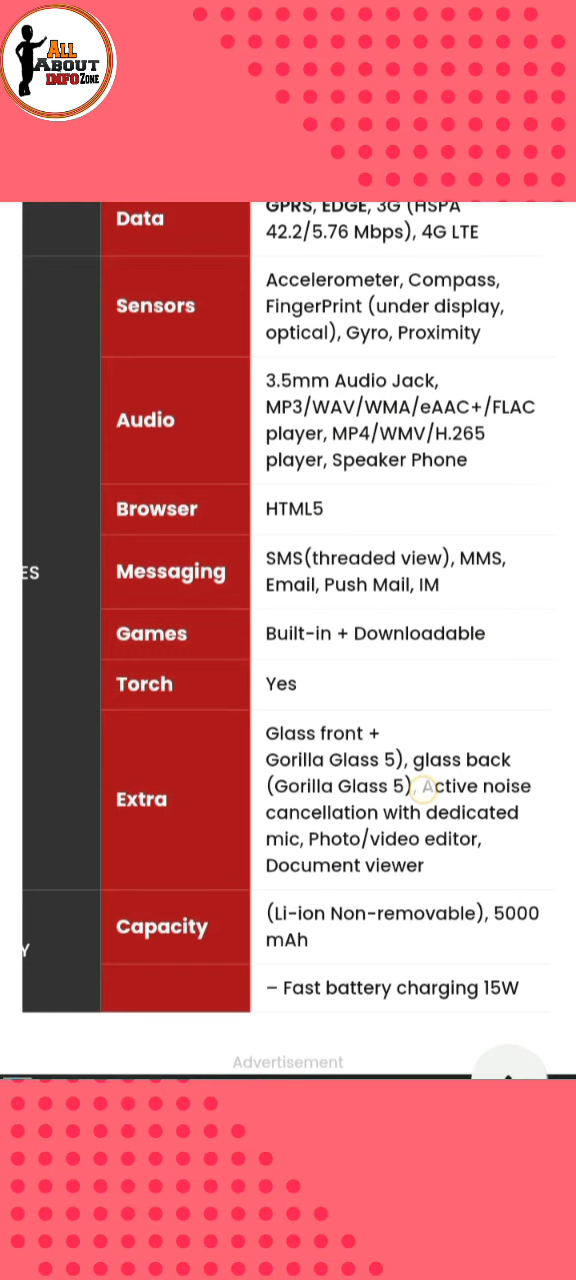 ALL
ABOUT
INFO ZONE
Data
GPRS, EDGE, 3G (HSPA
42.2/5.76 Mbps), 4G LTE
Sensors
Accelerometer, Compass,
FingerPrint (under display,
optical), Gyro, Proximity
Audio
3.5mm Audio Jack,
MP3/WAV/WMA/eAAC+/FLAC
player, MP4/WMV/H.265
player, Speaker Phone
Browser
HTML5
ES
Messaging
SMS(threaded view), MMS,
Email, Push Mail, IM
Games
Built-in + Downloadable
Torch
Yes
Extra
Glass front +
Gorilla Glass 5), glass back
(Gorilla Glass 5), Active noise
cancellation with dedicated
mic, Photo/video editor,
Document viewer
Y
Capacity
(Li-ion Non-removable), 5000
mAh
– Fast battery charging 15W
Advertisement